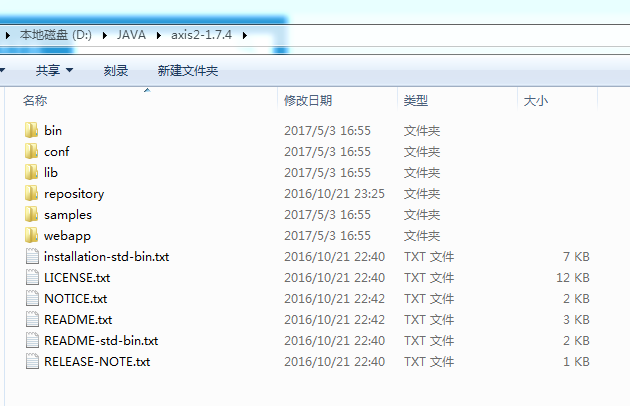 本地磁盘 (D:) JAVA axis2-1.7.4
共享 刻录 新建文件夹
名称 修改日期 类型 大小
bin 2017/5/3 16:55 文件夹
conf 2017/5/3 16:55 文件夹
lib 2017/5/3 16:55 文件夹
repository 2016/10/21 23:25 文件夹
samples 2017/5/3 16:55 文件夹
webapp 2017/5/3 16:55 文件夹
installation-std-bin.txt 2016/10/21 22:40 TXT 文件 7 KB
LICENSE.txt 2016/10/21 22:40 TXT 文件 12 KB
NOTICE.txt 2016/10/21 22:42 TXT 文件 2 KB
README.txt 2016/10/21 22:42 TXT 文件 3 KB
README-std-bin.txt 2016/10/21 22:40 TXT 文件 2 KB
RELEASE-NOTE.txt 2016/10/21 22:40 TXT 文件 1 KB